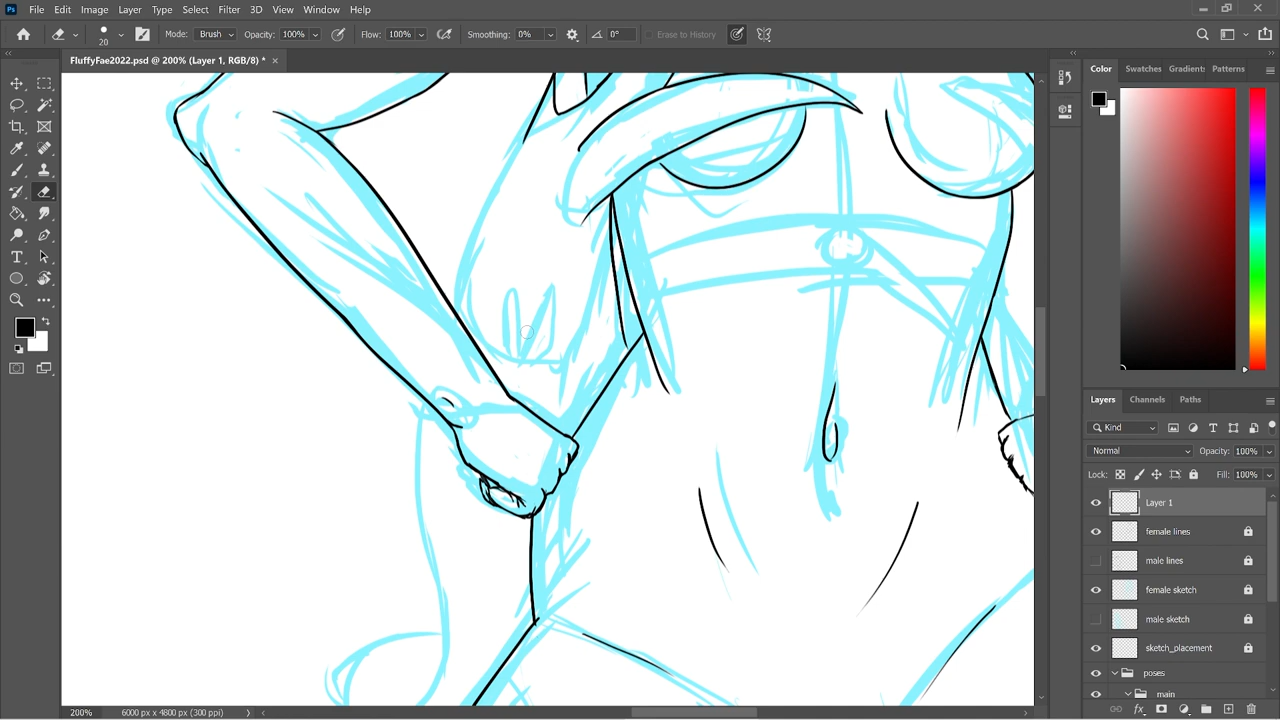 Ps File Edit Image Layer Type Select Filter 3D View Window Help
20 Mode: Brush Opacity: 100% Flow: 100% Smoothing: 0% 0° Erase to History
FluffyFae2022.psd @ 200% (Layer 1, RGB/8) *
Color Swatches Gradient: Patterns
Layers Channels Paths
Kind
Normal Opacity: 100%
Lock: Fill: 100%
Layer 1
female lines
male lines
female sketch
male sketch
sketch_placement
poses
main
200% 6000 px x 4800 px (300 ppi)